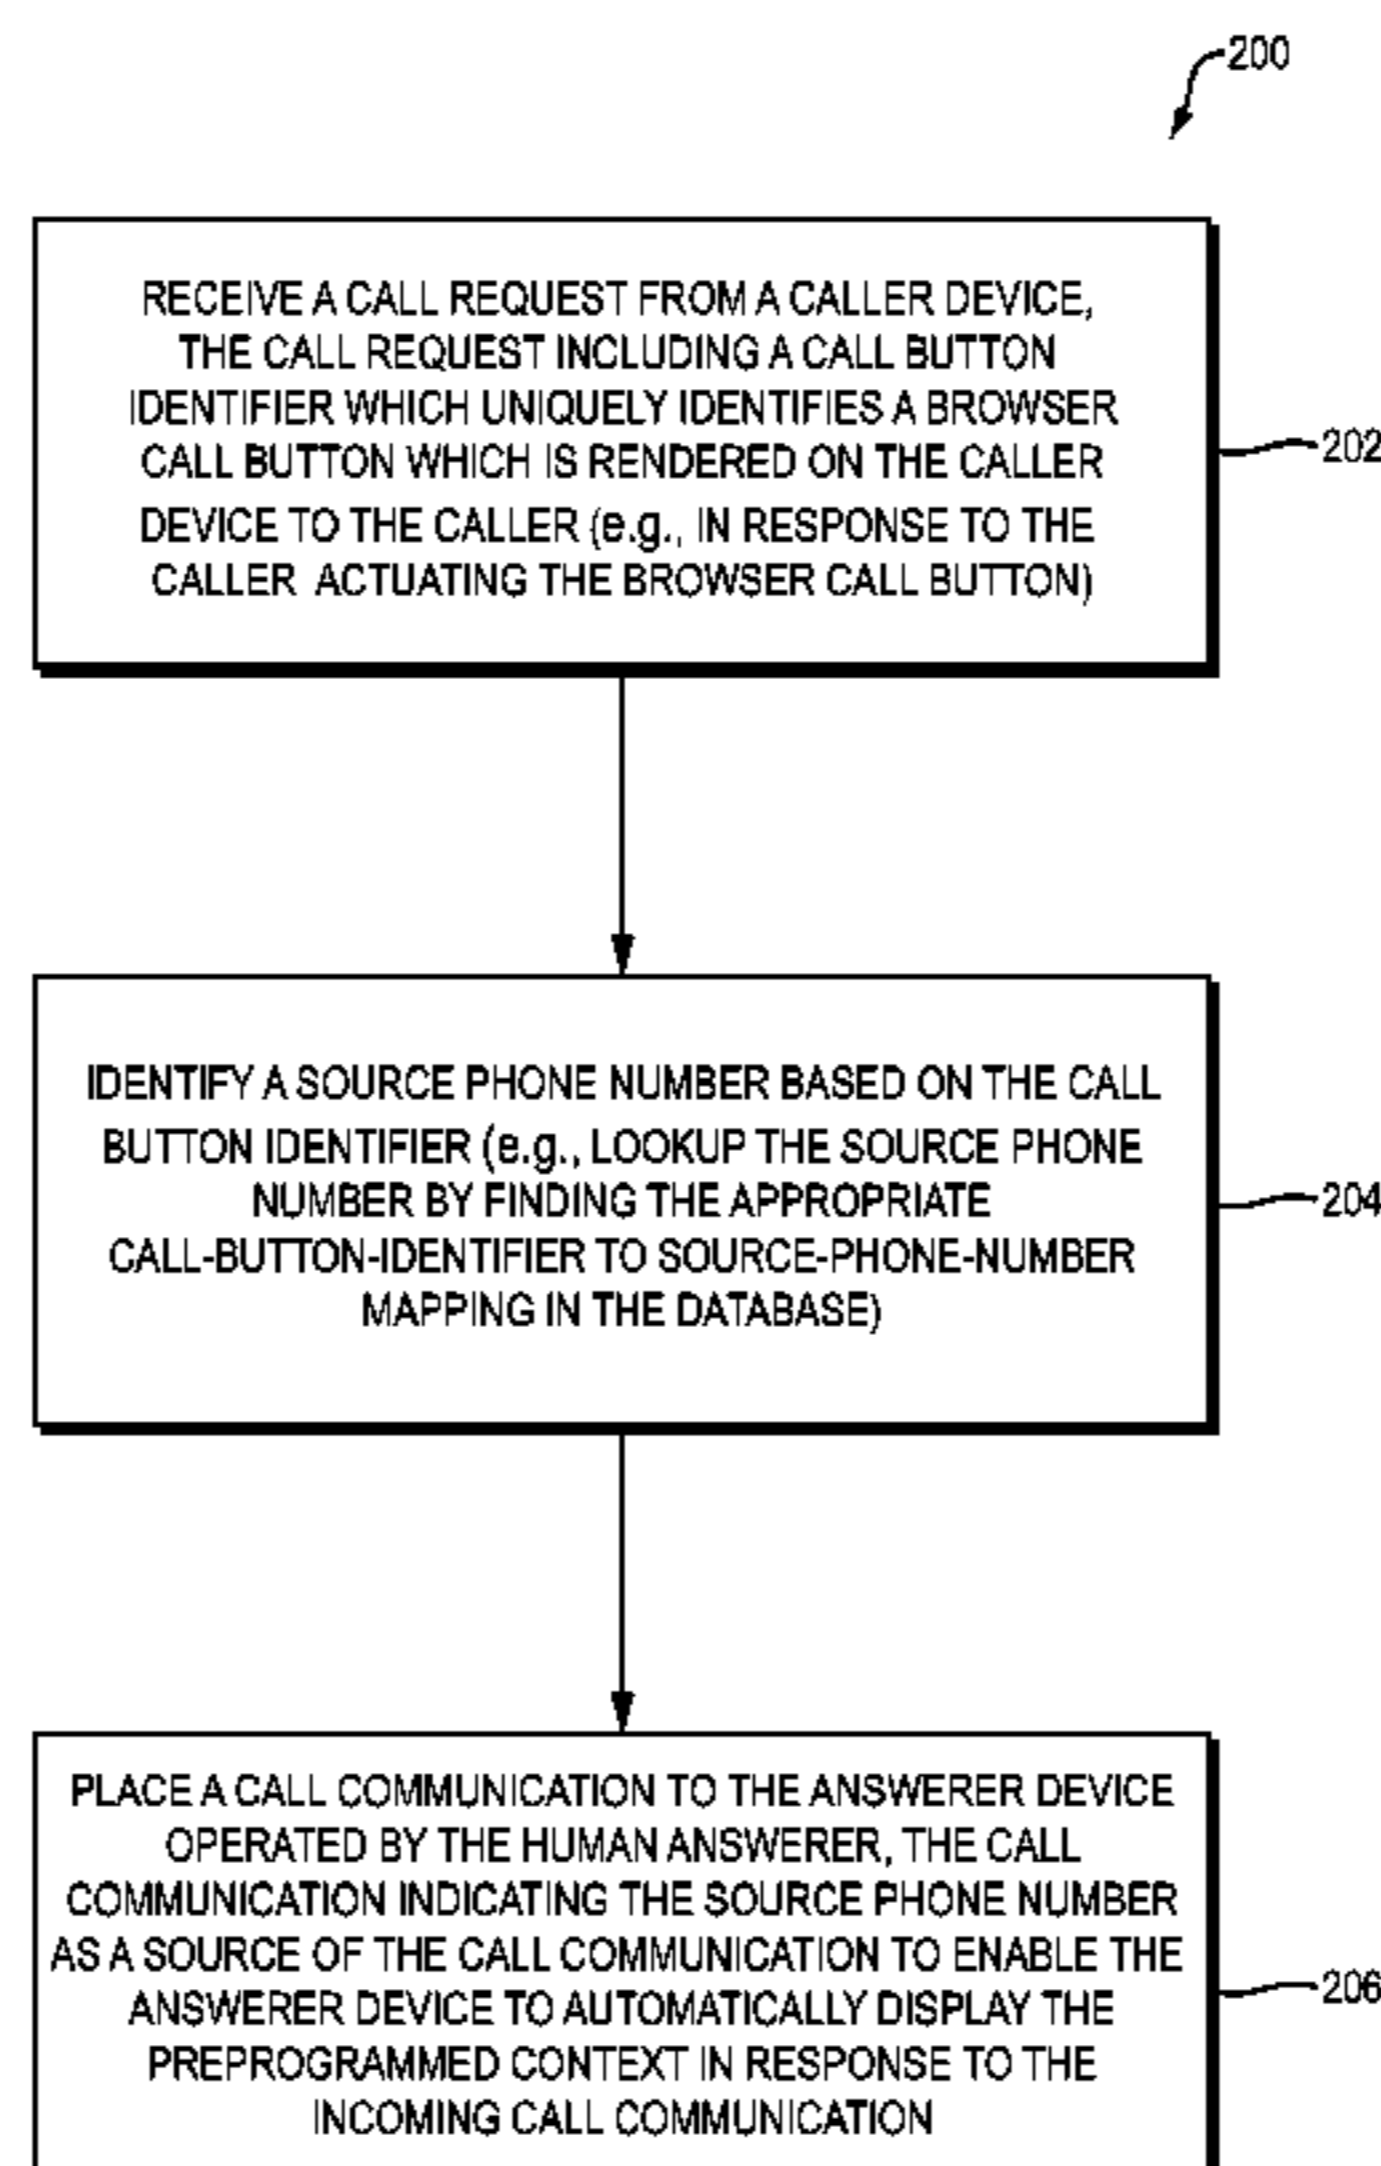 200
RECEIVE A CALL REQUEST FROM A CALLER DEVICE,
THE CALL REQUEST INCLUDING A CALL BUTTON
IDENTIFIER WHICH UNIQUELY IDENTIFIES A BROWSER
CALL BUTTON WHICH IS RENDERED ON THE CALLER
DEVICE TO THE CALLER (e.g., IN RESPONSE TO THE
CALLER ACTUATING THE BROWSER CALL BUTTON)
202
IDENTIFY A SOURCE PHONE NUMBER BASED ON THE CALL
BUTTON IDENTIFIER (e.g., LOOKUP THE SOURCE PHONE
NUMBER BY FINDING THE APPROPRIATE
CALL-BUTTON-IDENTIFIER TO SOURCE-PHONE-NUMBER
MAPPING IN THE DATABASE)
204
PLACE A CALL COMMUNICATION TO THE ANSWERER DEVICE
OPERATED BY THE HUMAN ANSWERER, THE CALL
COMMUNICATION INDICATING THE SOURCE PHONE NUMBER
AS A SOURCE OF THE CALL COMMUNICATION TO ENABLE THE
ANSWERER DEVICE TO AUTOMATICALLY DISPLAY THE
PREPROGRAMMED CONTEXT IN RESPONSE TO THE
INCOMING CALL COMMUNICATION
206